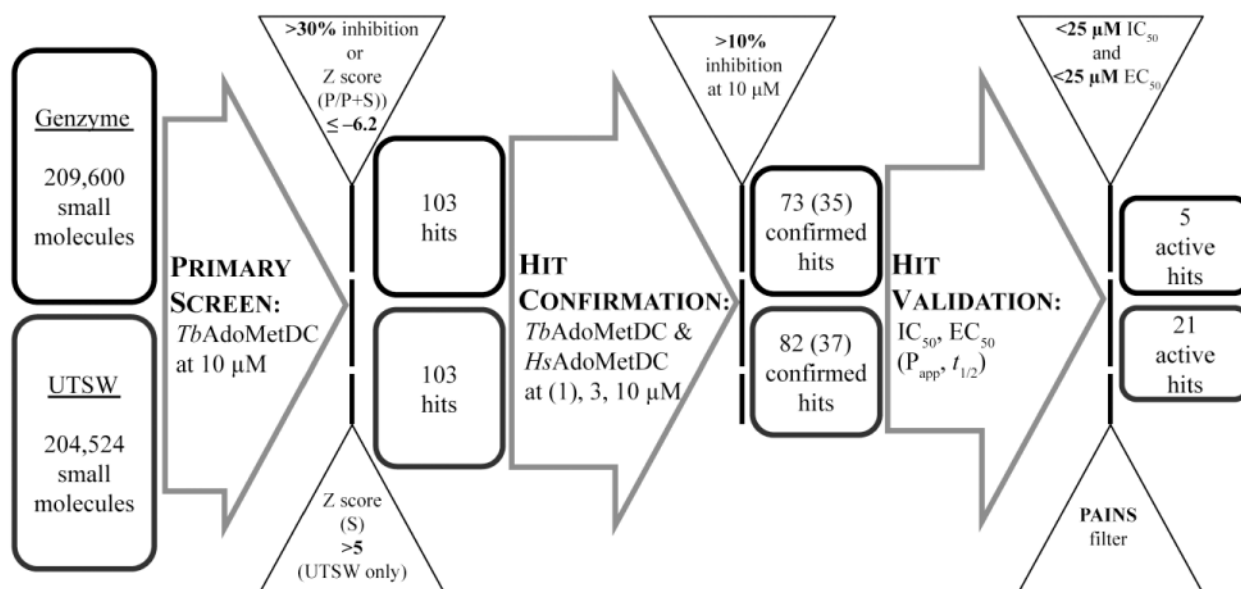 Genzyme
209,600
small
molecules
UTSW
204,524
small
molecules
PRIMARY
SCREEN:
TbAdoMetDC
at 10 µM
>30% inhibition
or
Z score
(P/P+S))
≤ –6.2
Z score
(S)
>5
(UTSW only)
103
hits
103
hits
HIT
CONFIRMATION:
TbAdoMetDC &
HsAdoMetDC
at (1), 3, 10 µM
>10%
inhibition
at 10 µM
73 (35)
confirmed
hits
82 (37)
confirmed
hits
HIT
VALIDATION:
IC50, EC50
(Papp, t1/2)
<25 µM IC50
and
<25 µM EC50
PAINS
filter
5
active
hits
21
active
hits